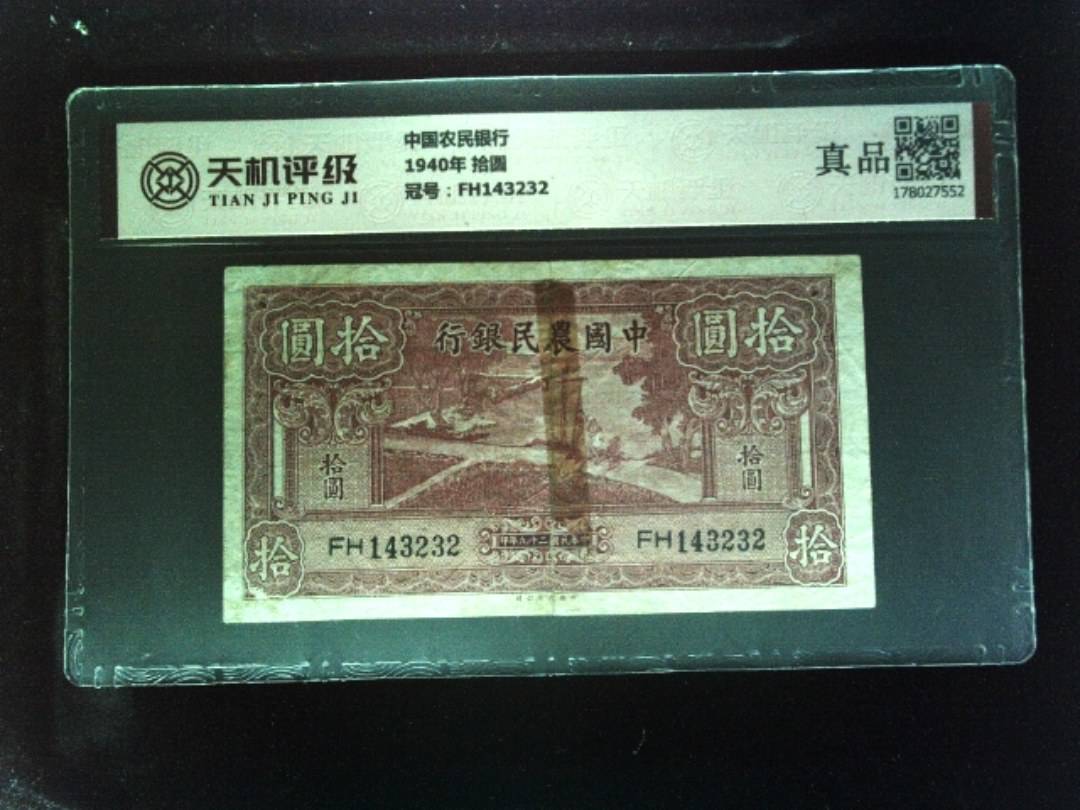 天机评级
TIAN JI PING JI
中国农民银行
1940年 拾圆
冠号：FH143232
真品
178027552
圓拾
行銀民農國中
圓拾
拾圓
拾圓
FH143232
FH143232
拾
拾